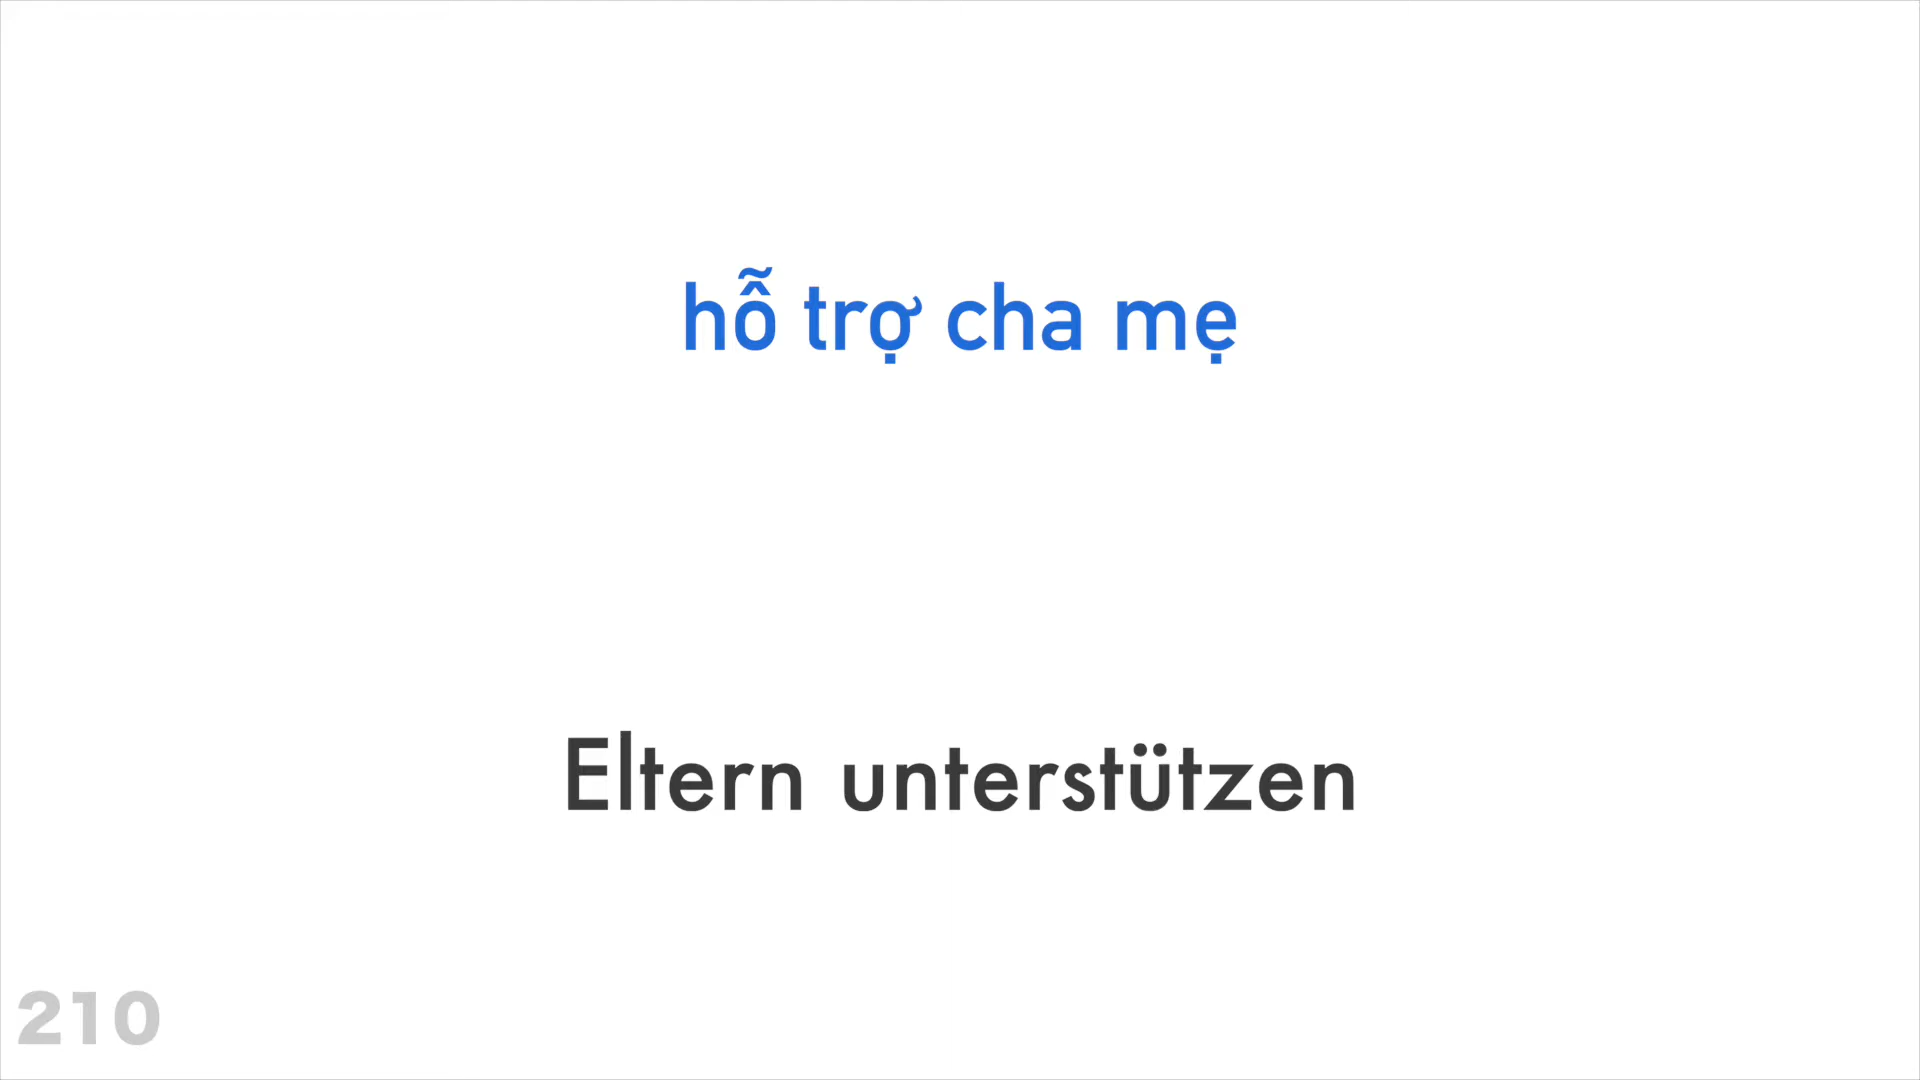 hỗ trợ cha mẹ
Eltern unterstützen
210